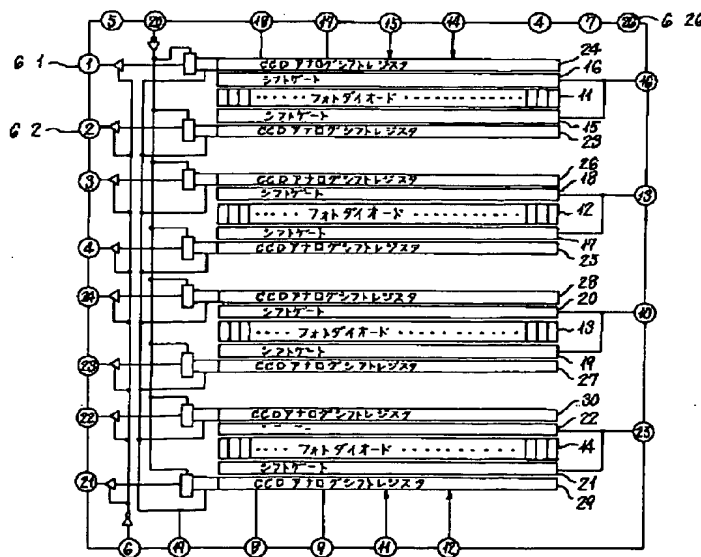 5 20 18 17 15 14 4 7 26 6 26
6 1 1 CCDアナログシフトレジスタ 24
シフトゲート 16 16
フォトダイオード 11
シフトゲート 15
6 2 2 CCDアナログシフトレジスタ
3 CCDアナログシフトレジスタ 26
シフトゲート 18 13
フォトダイオード 12
シフトゲート 17
4 CCDアナログシフトレジスタ
24 CCDアナログシフトレジスタ 28
シフトゲート 20 10
フォトダイオード 13
シフトゲート 19
23 CCDアナログシフトレジスタ 27
22 CCDアナログシフトレジスタ 30
22
フォトダイオード 14
シフトゲート 21
21 CCDアナログシフトレジスタ 29
6 19 8 9 11 12